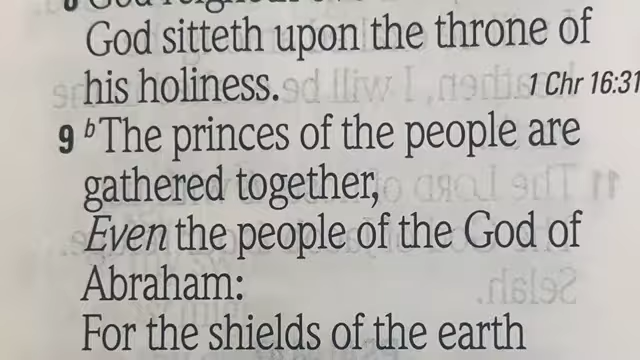 God sitteth upon the throne of
his holiness. 1 Chr 16:31
9 bThe princes of the people are
gathered together,
Even the people of the God of
Abraham:
For the shields of the earth